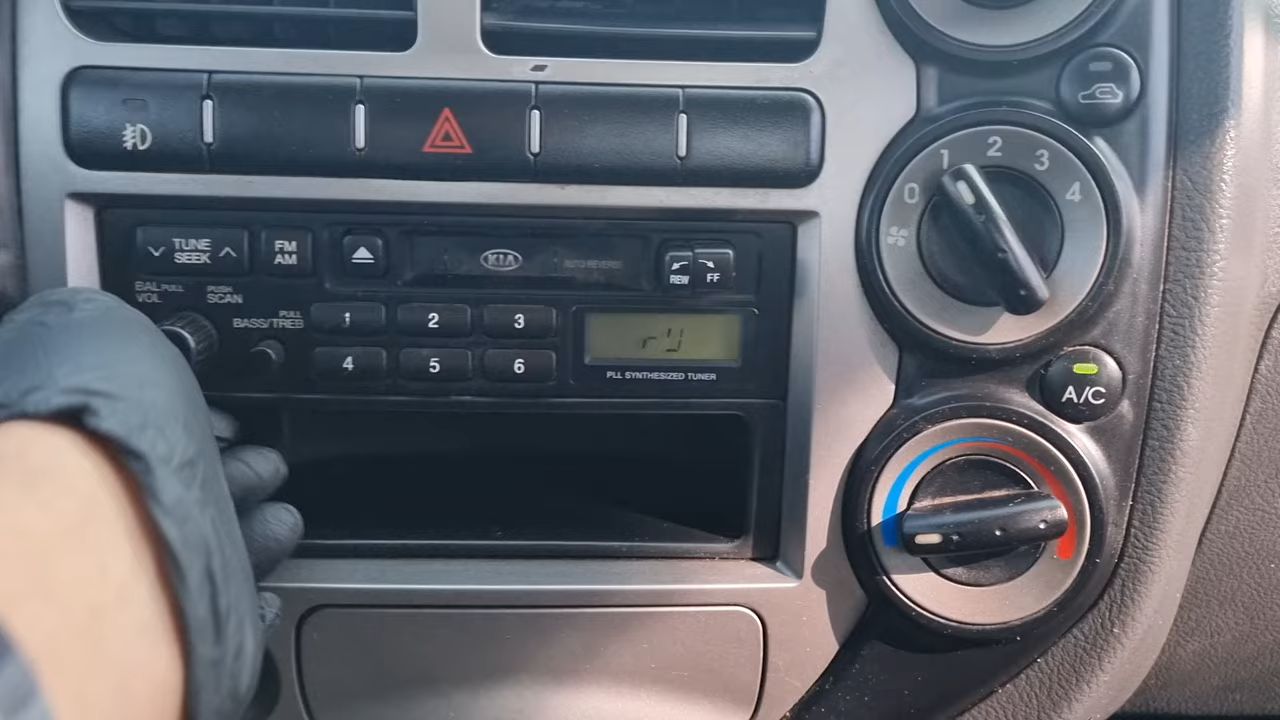 0 1 2 3 4
TUNE
SEEK
FM
AM
KIA
AUTO REVERSE
REW
FF
BAL PULL
VOL
PUSH
SCAN
PULL
BASS/TREB
1 2 3
4 5 6
PLL SYNTHESIZED TUNER
A/C